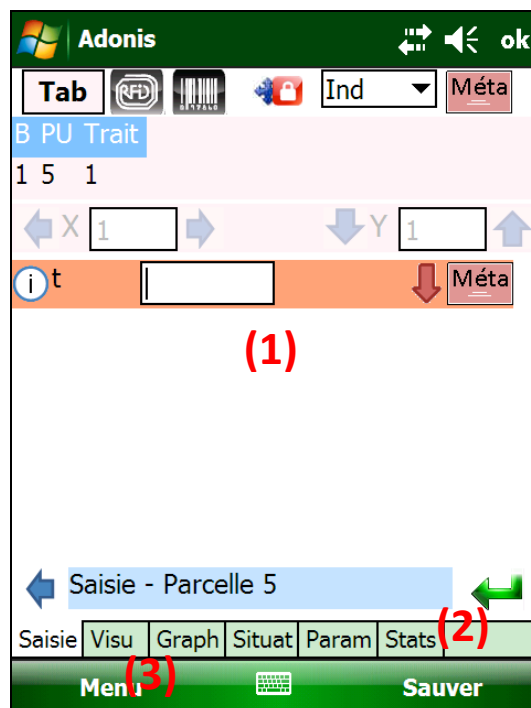 Adonis ok
Tab RFiD Ind Méta
B PU Trait
1 5 1
X 1 Y 1
i t Méta
(1)
Saisie - Parcelle 5
Saisie Visu Graph Situat Param Stats (2)
Menu (3) Sauver